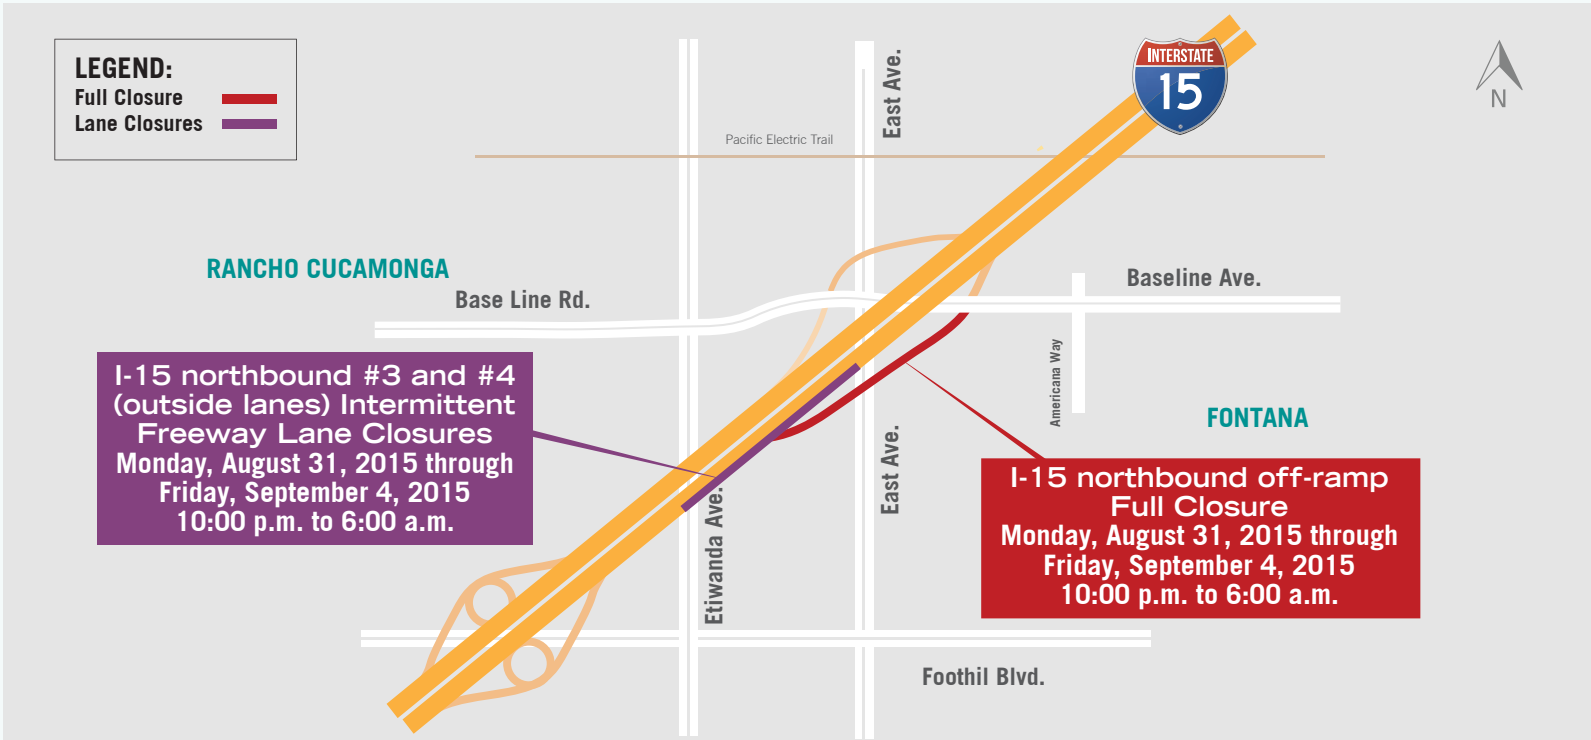 LEGEND:
Full Closure
Lane Closures
East Ave.
INTERSTATE
15
N
Pacific Electric Trail
RANCHO CUCAMONGA
Base Line Rd.
Baseline Ave.
I-15 northbound #3 and #4
(outside lanes) Intermittent
Freeway Lane Closures
Monday, August 31, 2015 through
Friday, September 4, 2015
10:00 p.m. to 6:00 a.m.
Americana Way
FONTANA
East Ave.
Etiwanda Ave.
I-15 northbound off-ramp
Full Closure
Monday, August 31, 2015 through
Friday, September 4, 2015
10:00 p.m. to 6:00 a.m.
Foothil Blvd.